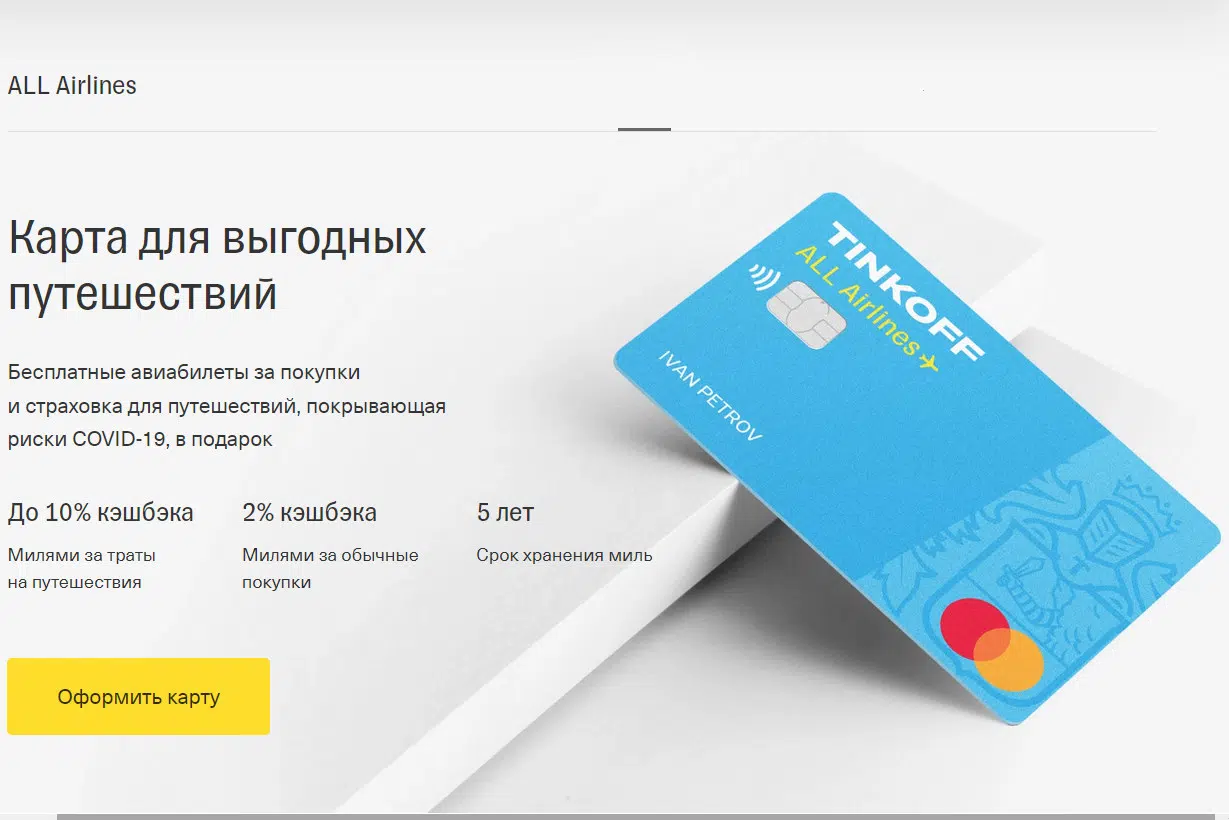 ALL Airlines
Карта для выгодных
путешествий
Бесплатные авиабилеты за покупки
и страховка для путешествий, покрывающая
риски COVID-19, в подарок
До 10% кэшбэка
Милями за траты
на путешествия
2% кэшбэка
Милями за обычные
покупки
5 лет
Срок хранения миль
Оформить карту
TINKOFF
ALL Airlines
IVAN PETROV